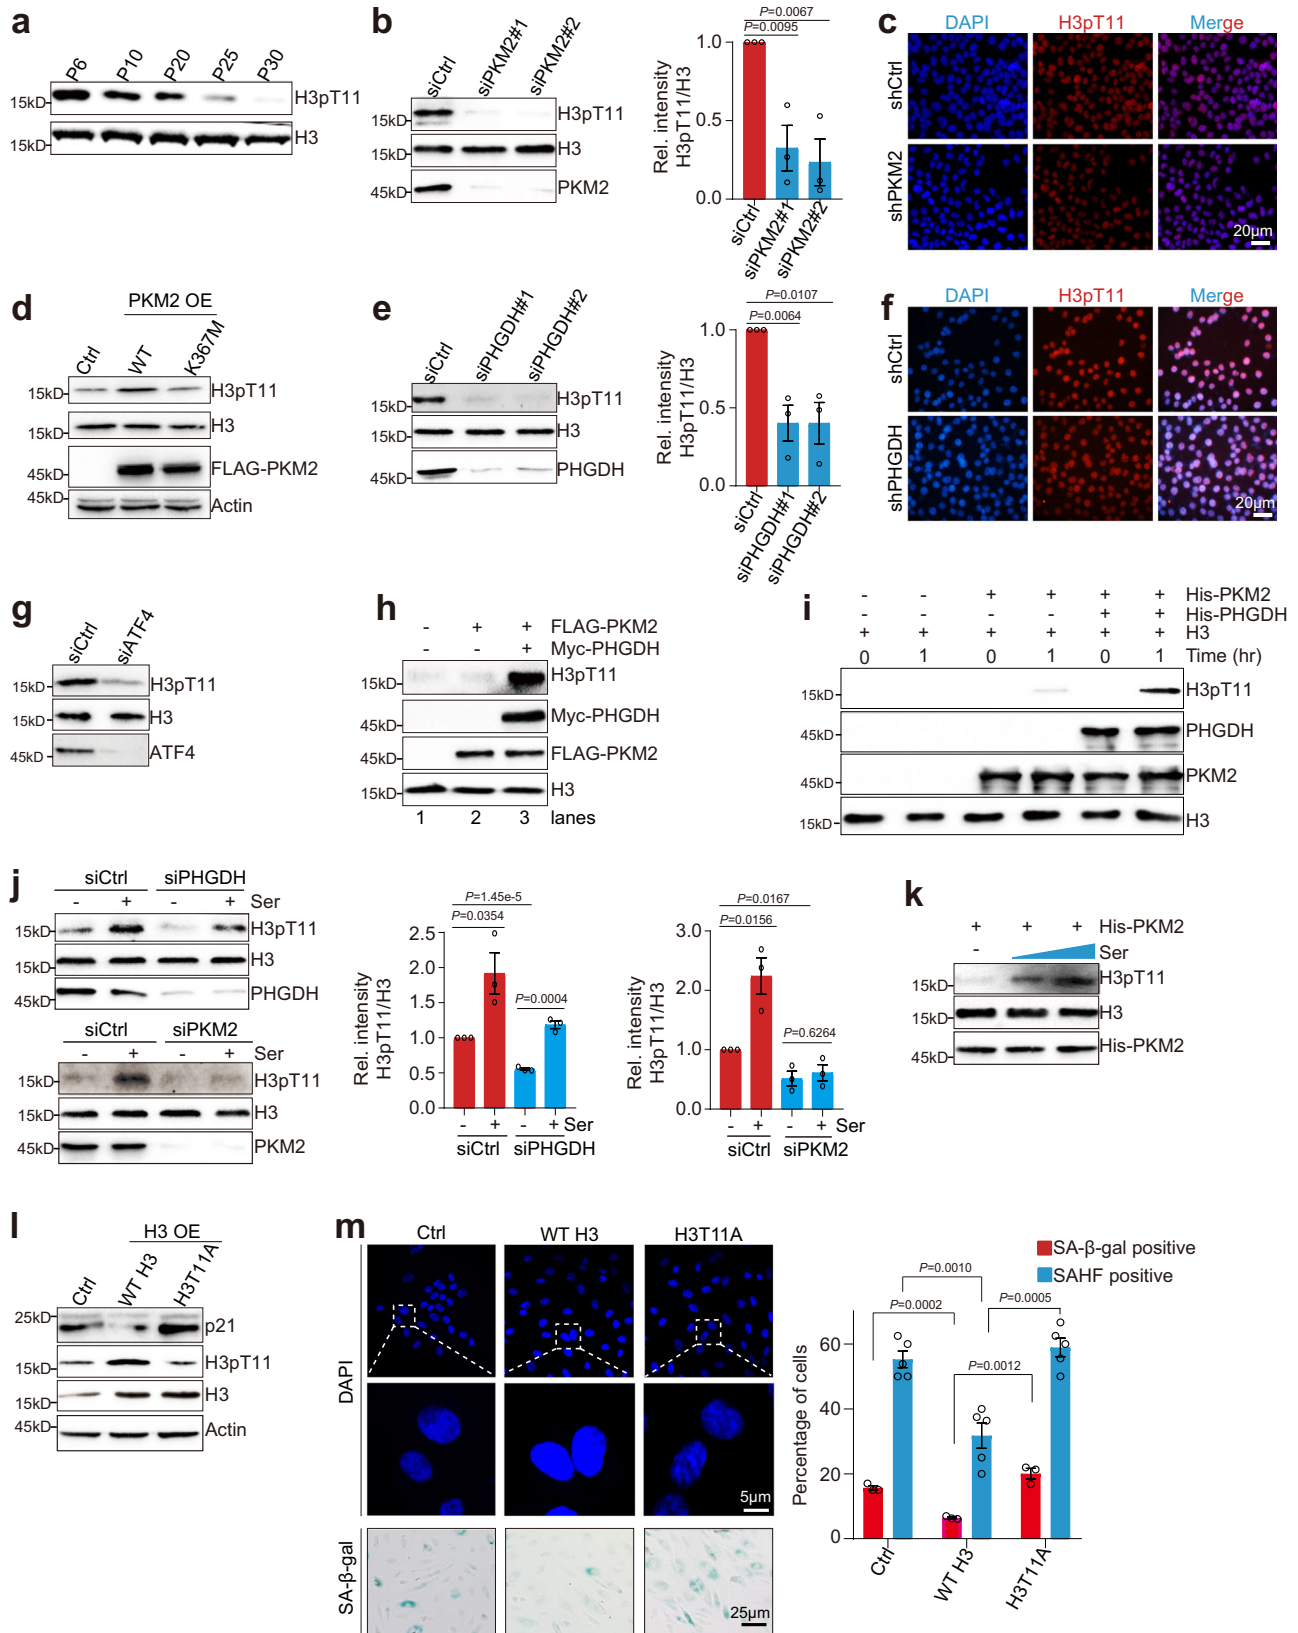 a
P6 P10 P20 P25 P30
15kD H3pT11
15kD H3
b
siCtrl siPKM2#1 siPKM2#2
15kD H3pT11
15kD H3
45kD PKM2
P=0.0067
P=0.0095
Rel. intensity
H3pT11/H3
1.0
0.5
0.0
siCtrl siPKM2#1 siPKM2#2
c
DAPI H3pT11 Merge
shCtrl
shPKM2
20μm
d
PKM2 OE
Ctrl WT K367M
15kD H3pT11
45kD H3
45kD FLAG-PKM2
45kD Actin
e
siCtrl siPHGDH#1 siPHGDH#2
15kD H3pT11
15kD H3
45kD PHGDH
P=0.0107
P=0.0064
Rel. intensity
H3pT11/H3
1.0
0.5
0.0
siCtrl siPHGDH#1 siPHGDH#2
f
DAPI H3pT11 Merge
shCtrl
shPHGDH
20μm
g
siCtrl siATF4
15kD H3pT11
15kD H3
45kD ATF4
h
- + + FLAG-PKM2
- - + Myc-PHGDH
15kD H3pT11
45kD Myc-PHGDH
45kD FLAG-PKM2
15kD H3
1 2 3 lanes
i
- - + + + + His-PKM2
- - - - + + His-PHGDH
+ + + + + + H3
0 1 0 1 0 1 Time (hr)
15kD H3pT11
45kD PHGDH
45kD PKM2
15kD H3
j
siCtrl siPHGDH
- + - + Ser
15kD H3pT11
15kD H3
45kD PHGDH
siCtrl siPKM2
- + - + Ser
15kD H3pT11
15kD H3
45kD PKM2
P=1.45e-5
P=0.0354
P=0.0004
Rel. intensity
H3pT11/H3
2.5
2.0
1.5
1.0
0.5
0.0
- + - + Ser
siCtrl siPHGDH
P=0.0167
P=0.0156
P=0.6264
Rel. intensity
H3pT11/H3
3.0
2.0
1.0
0.0
- + - + Ser
siCtrl siPKM2
k
+ + + His-PKM2
- Ser
15kD H3pT11
15kD H3
45kD His-PKM2
l
H3 OE
Ctrl WT H3 H3T11A
25kD p21
15kD H3pT11
15kD H3
45kD Actin
m
Ctrl WT H3 H3T11A
DAPI
5μm
SA-β-gal
25μm
SA-β-gal positive
SAHF positive
P=0.0010
P=0.0002 P=0.0005
P=0.0012
Percentage of cells
60
40
20
0
Ctrl WT H3 H3T11A